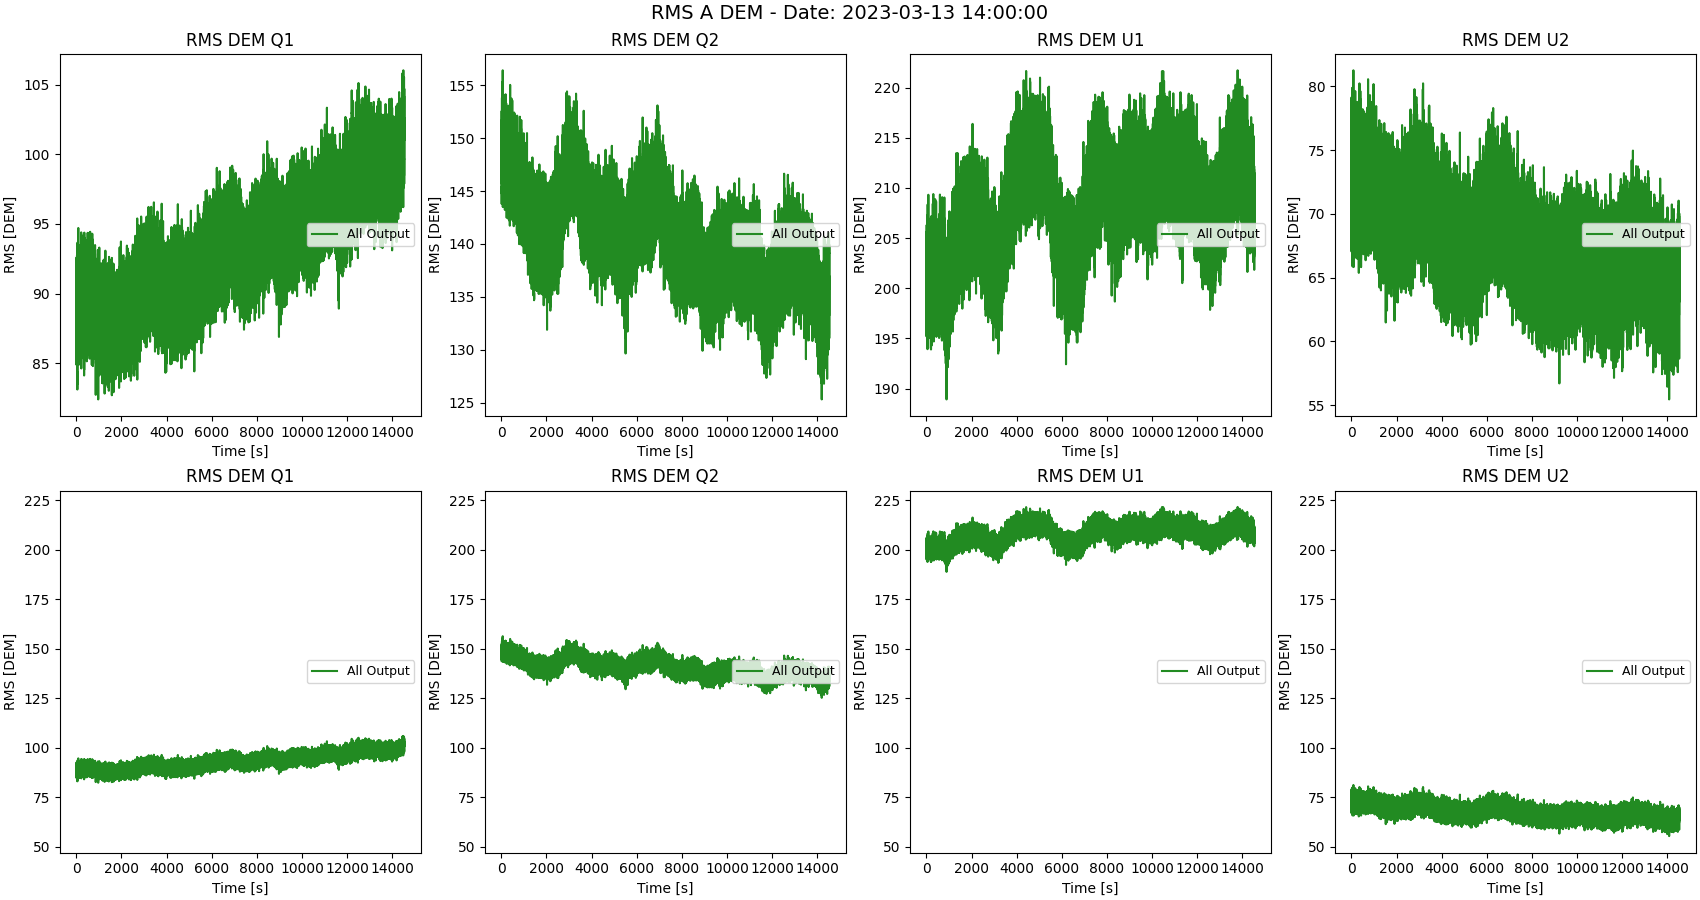 RMS A DEM - Date: 2023-03-13 14:00:00
RMS DEM Q1
RMS [DEM]
105
100
95
90
85
0 2000 4000 6000 8000 10000 12000 14000
Time [s]
All Output
RMS DEM Q2
RMS [DEM]
155
150
145
140
135
130
125
0 2000 4000 6000 8000 10000 12000 14000
Time [s]
All Output
RMS DEM U1
RMS [DEM]
220
215
210
205
200
195
190
0 2000 4000 6000 8000 10000 12000 14000
Time [s]
All Output
RMS DEM U2
RMS [DEM]
80
75
70
65
60
55
0 2000 4000 6000 8000 10000 12000 14000
Time [s]
All Output
RMS DEM Q1
RMS [DEM]
225
200
175
150
125
100
75
50
0 2000 4000 6000 8000 10000 12000 14000
Time [s]
All Output
RMS DEM Q2
RMS [DEM]
225
200
175
150
125
100
75
50
0 2000 4000 6000 8000 10000 12000 14000
Time [s]
All Output
RMS DEM U1
RMS [DEM]
225
200
175
150
125
100
75
50
0 2000 4000 6000 8000 10000 12000 14000
Time [s]
All Output
RMS DEM U2
RMS [DEM]
225
200
175
150
125
100
75
50
0 2000 4000 6000 8000 10000 12000 14000
Time [s]
All Output